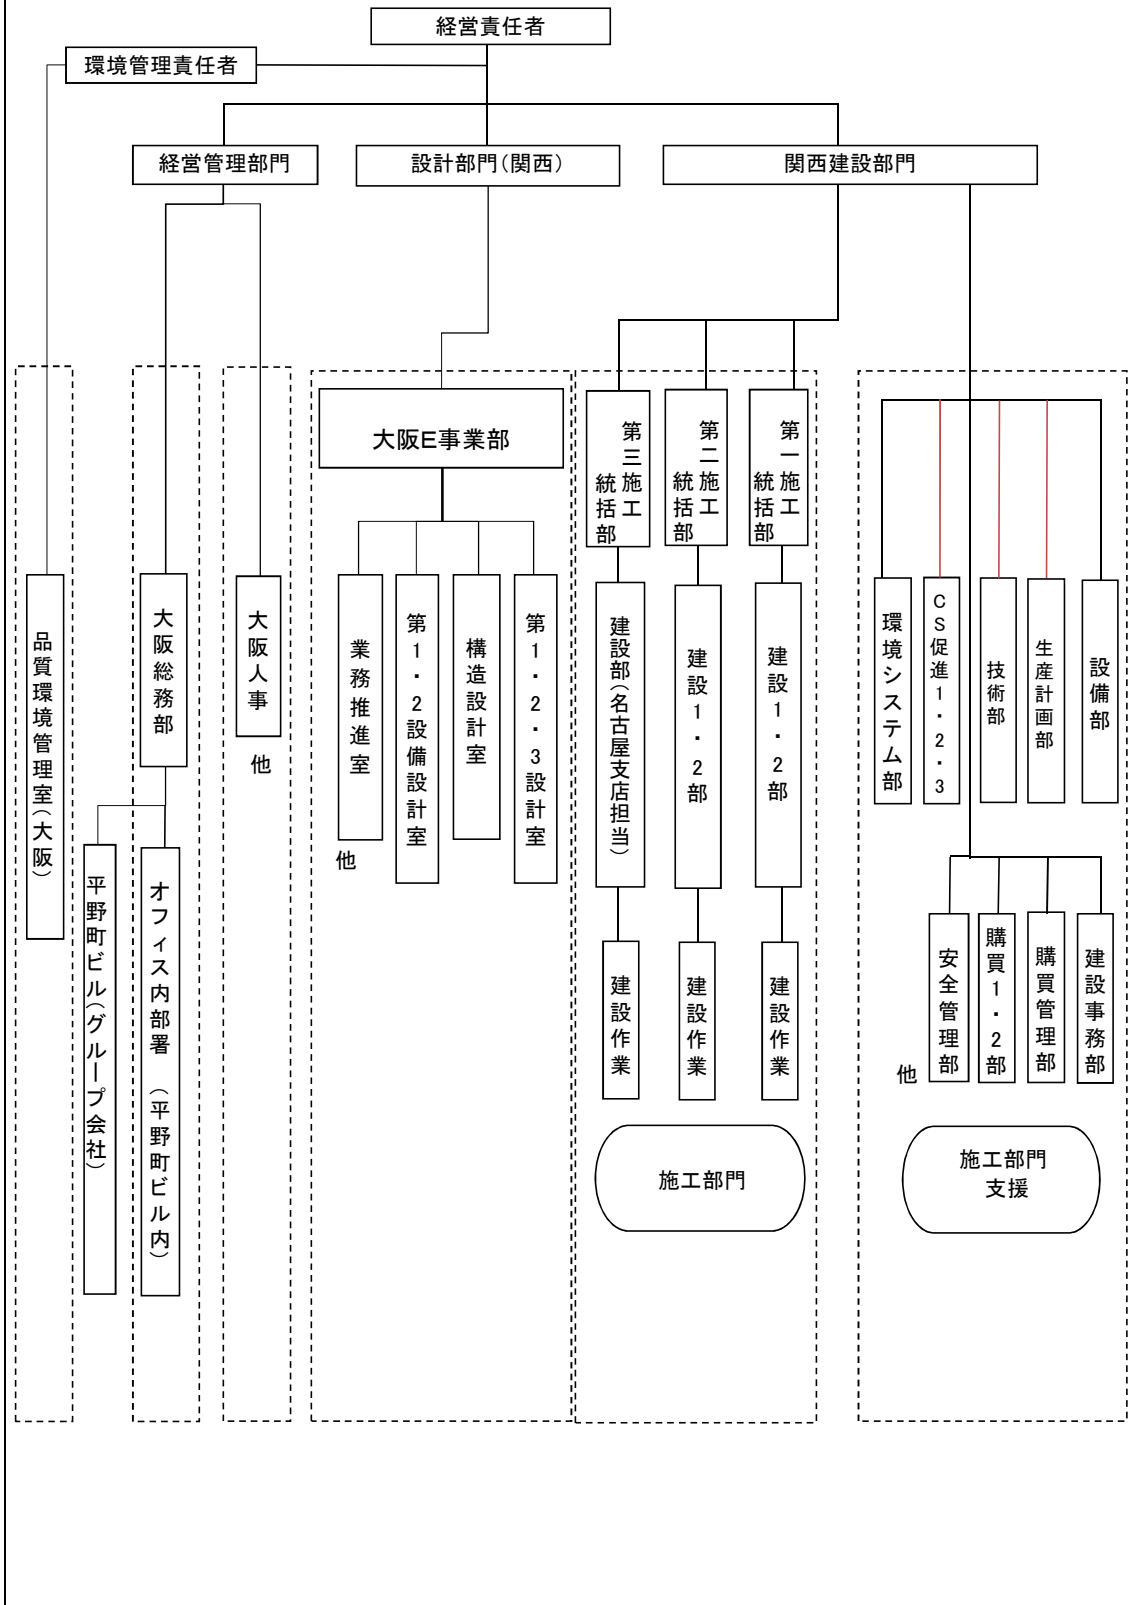 経営責任者
環境管理責任者
経営管理部門
設計部門(関西)
関西建設部門
品質環境管理室(大阪)
大阪総務部
平野町ビル(グループ会社)
オフィス内部署 (平野町ビル内)
大阪人事
他
大阪E事業部
業務推進室
他
第1・2設備設計室
構造設計室
第1・2・3設計室
第三施工
統括部
第二施工
統括部
第一施工
統括部
建設部(名古屋支店担当)
建設1・2部
建設1・2部
建設作業
建設作業
建設作業
施工部門
環境システム部
CS促進1・2・3
技術部
生産計画部
設備部
他
安全管理部
購買1・2部
購買管理部
建設事務部
施工部門
支援